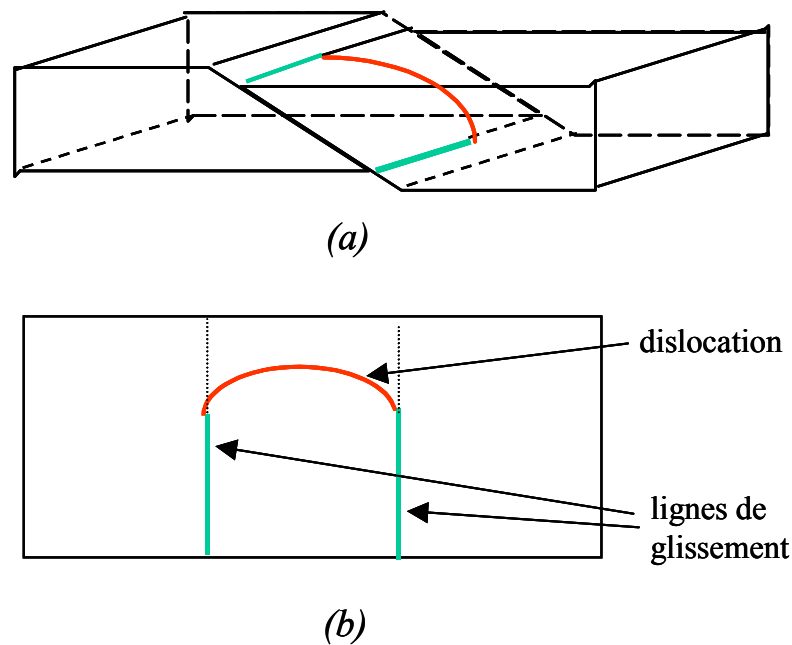 (a)
dislocation
lignes de
glissement
(b)